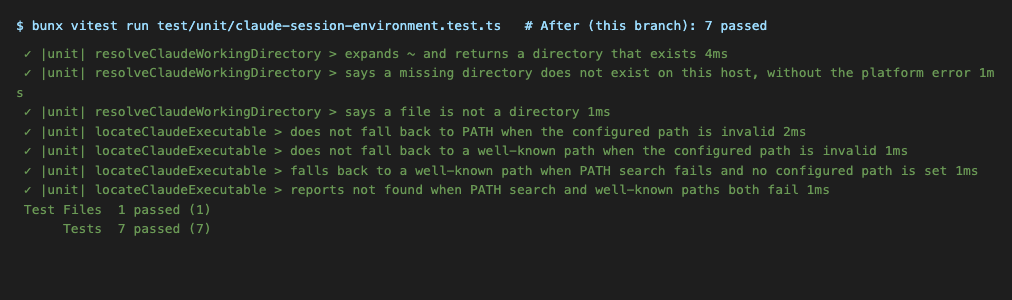 $ bunx vitest run test/unit/claude-session-environment.test.ts   # After (this branch): 7 passed
✓ |unit| resolveClaudeWorkingDirectory > expands ~ and returns a directory that exists 4ms
✓ |unit| resolveClaudeWorkingDirectory > says a missing directory does not exist on this host, without the platform error 1m
s
✓ |unit| resolveClaudeWorkingDirectory > says a file is not a directory 1ms
✓ |unit| locateClaudeExecutable > does not fall back to PATH when the configured path is invalid 2ms
✓ |unit| locateClaudeExecutable > does not fall back to a well-known path when the configured path is invalid 1ms
✓ |unit| locateClaudeExecutable > falls back to a well-known path when PATH search fails and no configured path is set 1ms
✓ |unit| locateClaudeExecutable > reports not found when PATH search and well-known paths both fail 1ms
Test Files  1 passed (1)
Tests  7 passed (7)